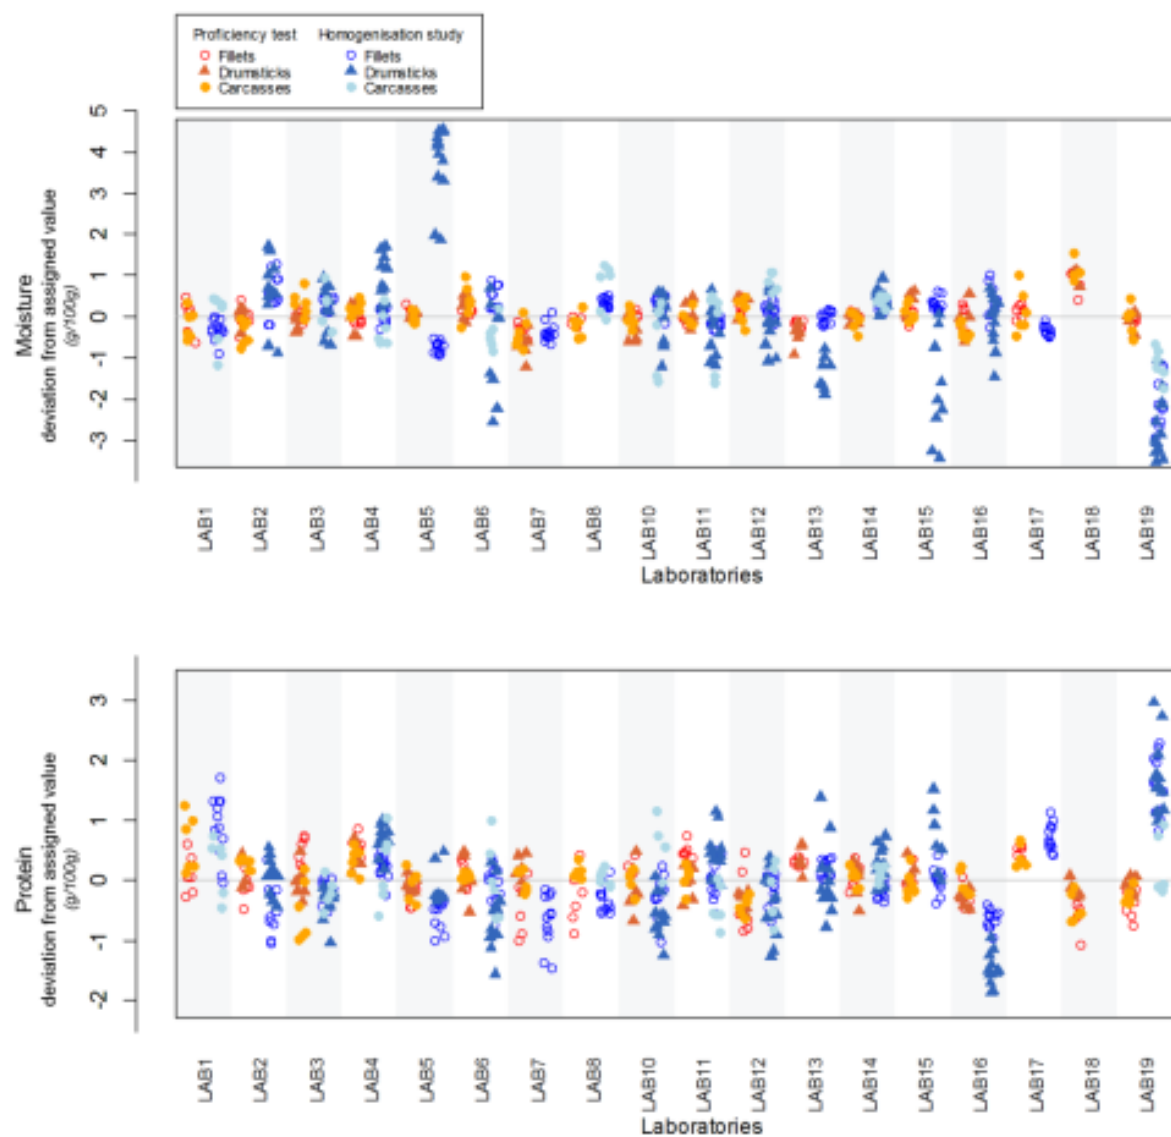 Proficiency test Homogenisation study
Fillets Fillets
Drumsticks Drumsticks
Carcasses Carcasses
5
4
3
2
1
0
-1
-2
-3
Moisture
deviation from assigned value
(g/100g)
LAB1 LAB2 LAB3 LAB4 LAB5 LAB6 LAB7 LAB8 LAB10 LAB11 LAB12 LAB13 LAB14 LAB15 LAB16 LAB17 LAB18 LAB19
Laboratories
3
2
1
0
-1
-2
Protein
deviation from assigned value
(g/100g)
LAB1 LAB2 LAB3 LAB4 LAB5 LAB6 LAB7 LAB8 LAB10 LAB11 LAB12 LAB13 LAB14 LAB15 LAB16 LAB17 LAB18 LAB19
Laboratories